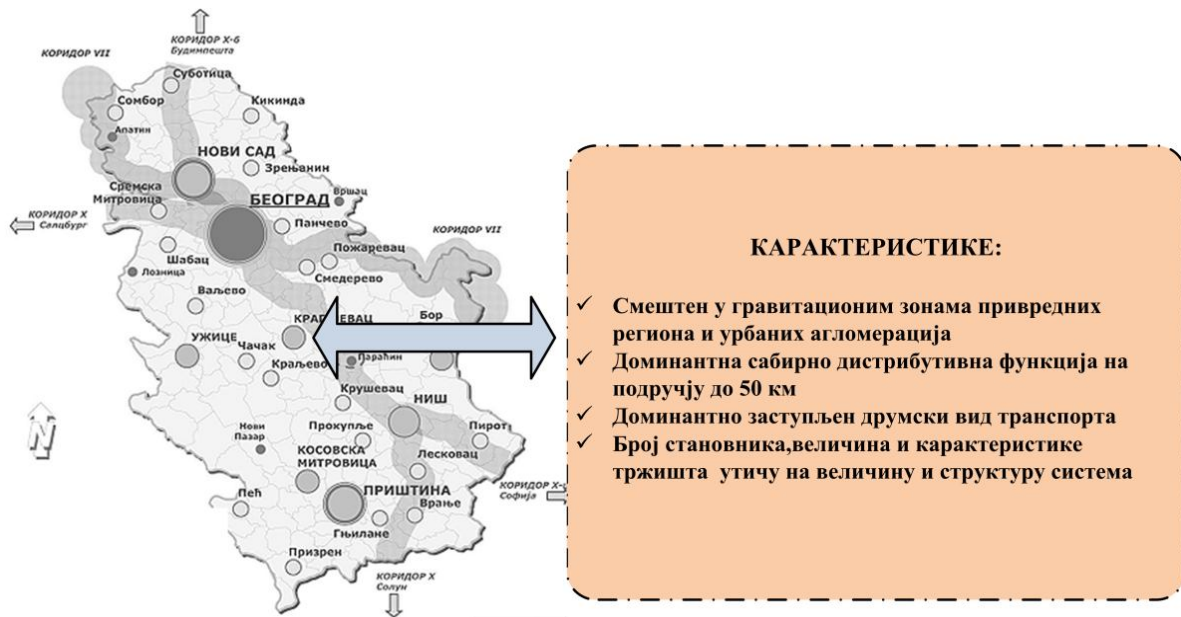 КОРИДОР X-б
Будимпешта
КОРИДОР VII
Суботица
Сомбор
Кикинда
Апатин
НОВИ САД
Зрењанин
Сремска
Митровица
БЕОГРАД
Вршац
КОРИДОР X
Салцбург
Панчево
КОРИДОР VII
Пожаревац
Шабац
Лозница
Смедерево
Ваљево
Бор
УЖИЦЕ
Чачак
Параћин
Краљево
Крушевац
НИШ
Нови
Пазар
Прокупље
Пирот
КОСОВСКА
МИТРОВИЦА
Лесковац
ПРИШТИНА
Пећ
Врање
Софија
Гњилане
Призрен
КОРИДОР X
Солун
N
КАРАКТЕРИСТИКЕ:
✓ Смештен у гравитационим зонама привредних
региона и урбаних агломерација
✓ Доминантна сабирно дистрибутивна функција на
подручју до 50 км
✓ Доминантно заступљен друмски вид транспорта
✓ Број становника,величина и карактеристике
тржишта утичу на величину и структуру система